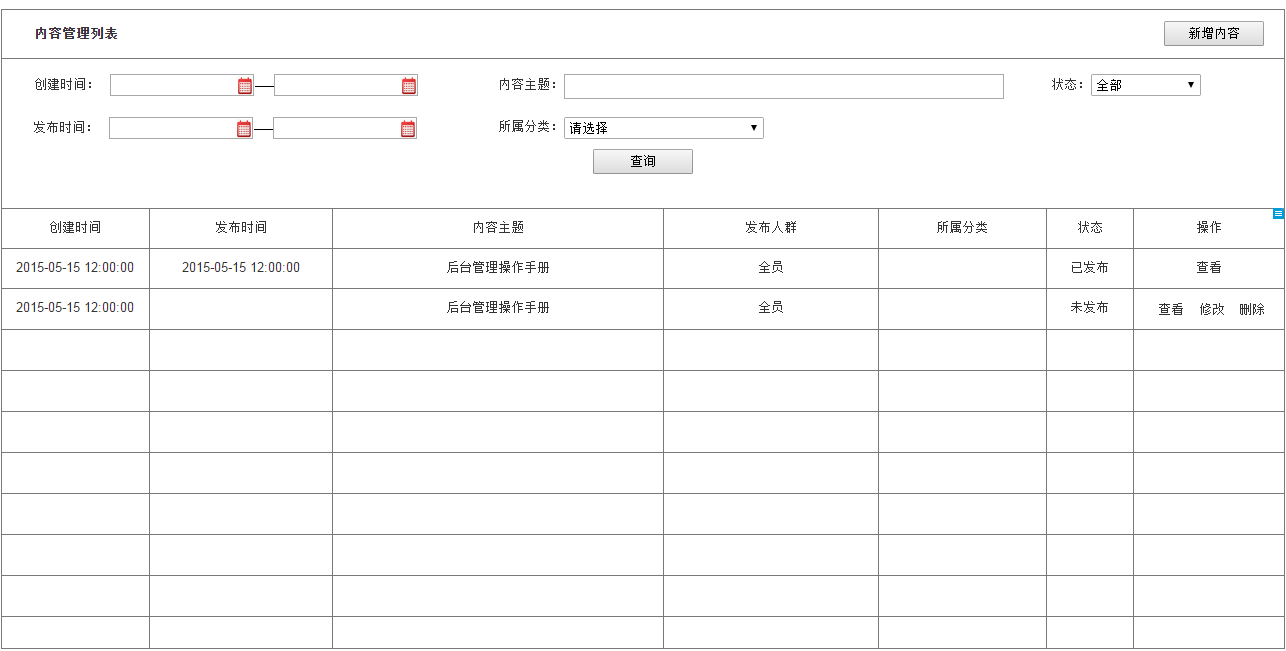 内容管理列表 新增内容
创建时间： — 内容主题： 状态： 全部
发布时间： — 所属分类： 请选择
查询
创建时间 发布时间 内容主题 发布人群 所属分类 状态 操作
2015-05-15 12:00:00 2015-05-15 12:00:00 后台管理操作手册 全员 已发布 查看
2015-05-15 12:00:00 后台管理操作手册 全员 未发布 查看 修改 删除